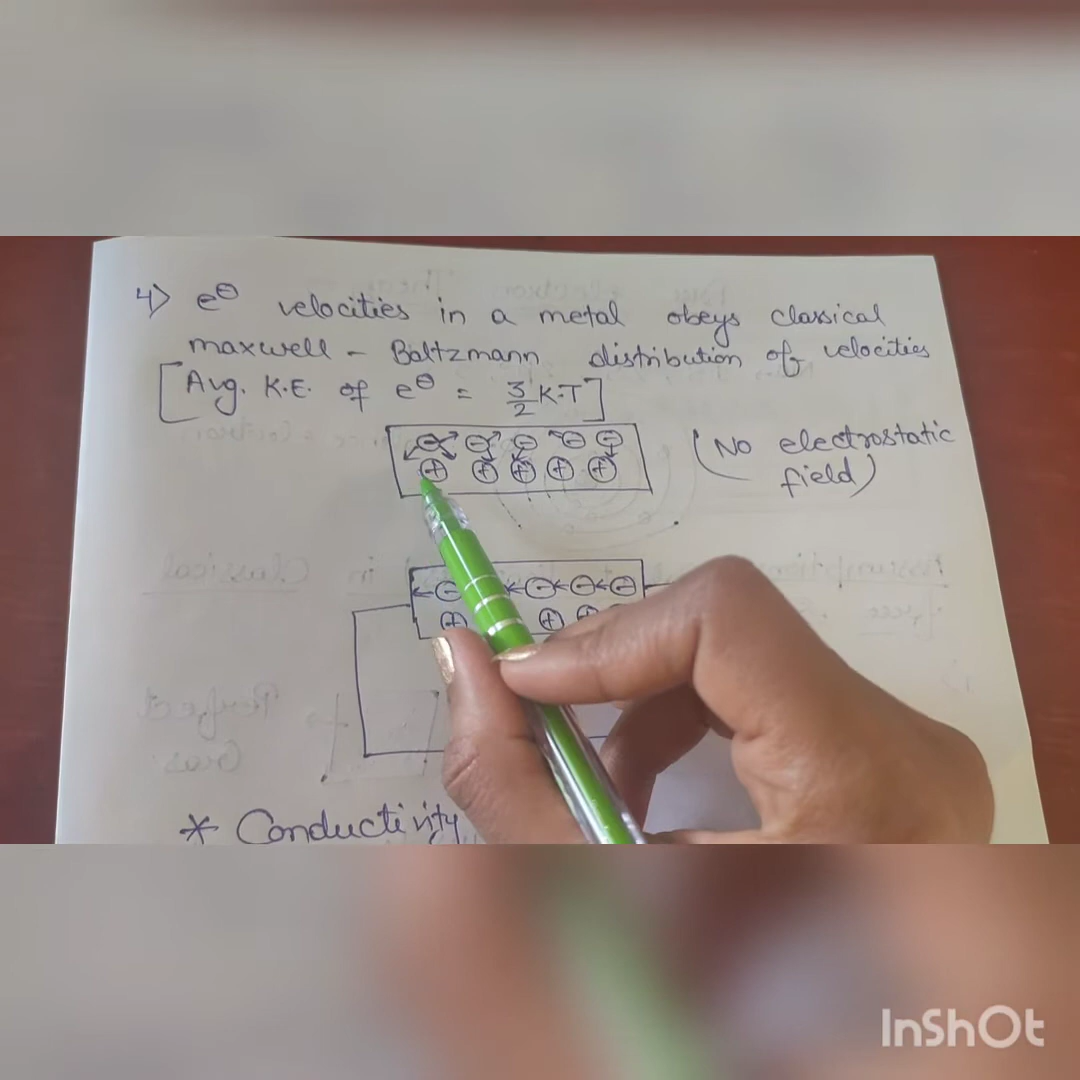 4) e⊖ velocities in a metal obeys classical
maxwell - Baltzmann distribution of velocities
[Avg. K.E. of e⊖ = 3/2 K.T]
(No electrostatic
field)
* Conductivity
InShOt